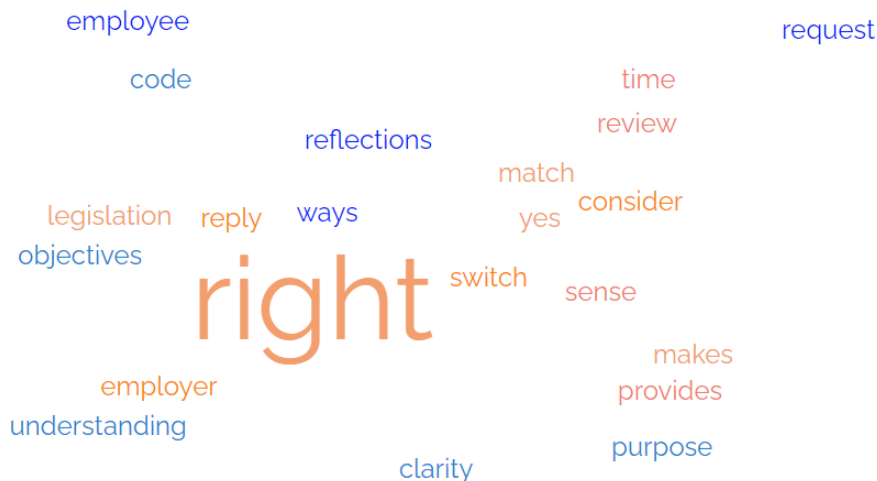 employee
request
code
time
review
reflections
match
consider
legislation
reply
ways
yes
objectives
right
switch
sense
makes
employer
provides
understanding
purpose
clarity